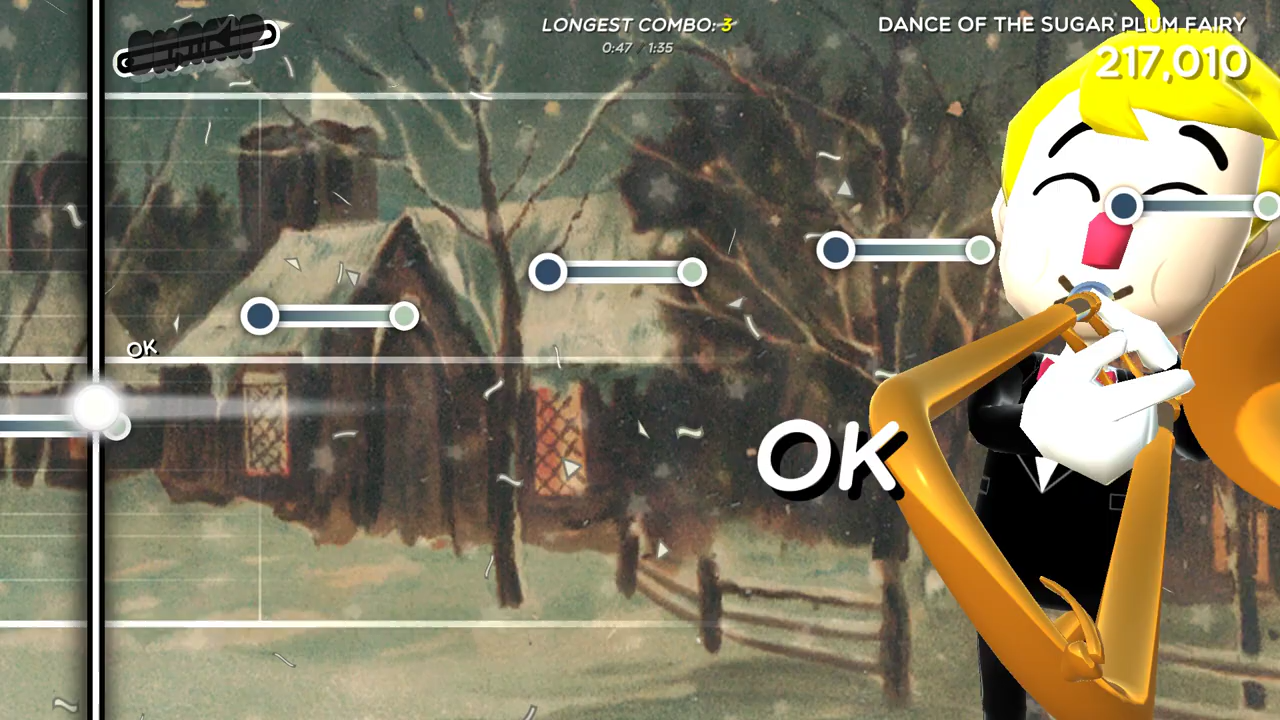 LONGEST COMBO: 3
0:47 / 1:35
DANCE OF THE SUGAR PLUM FAIRY
217,010
OK
OK